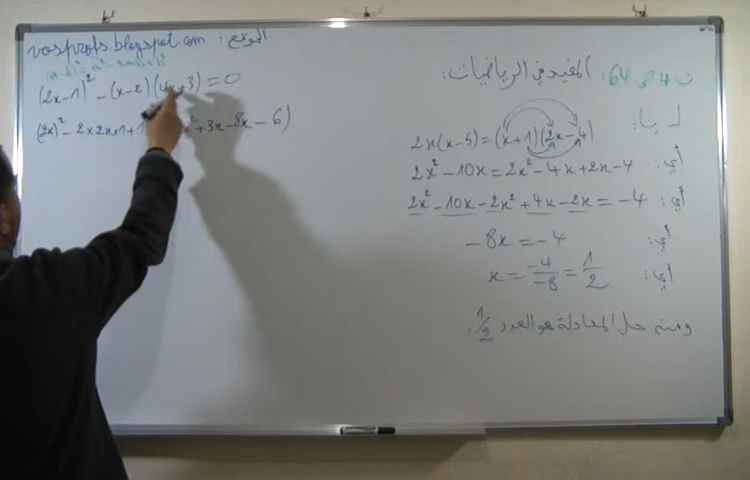 الموقع : vosprofs.blogspot.com
(a-b)² = a² - 2ab + b²
(2x-1)² - (x-2)(4x+3) = 0
(2x)² - 2×2x×1+1 x²+3x-8x-6)
ت 4 ص 64، المفيد في الرياضيات :
لدينا :
2x(x-5)=(x+1)(2x-4)
أي : 2x²-10x=2x²-4x+2x-4
أي : 2x²-10x-2x²+4x-2x = -4
أي : -8x = -4
أي : x = -4/-8 = 1/2
ومنه حل المعادلة هو العدد 1/2.